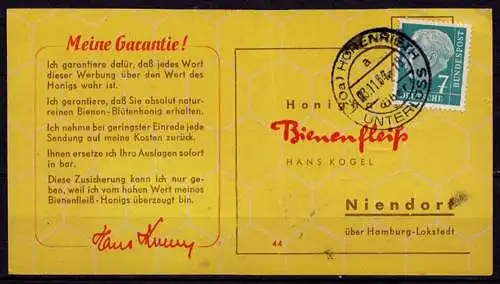 Meine Garantie!
Ich garantiere dafür, daß jedes Wort
dieser Werbung über den Wert des
Honigs wahr ist.
Ich garantiere, daß Sie absolut natur-
reinen Bienen-Blütenhonig erhalten.
Ich nehme bei geringster Einrede jede
Sendung auf meine Kosten zurück.
Ihnen ersetze ich Ihre Auslagen sofort
in bar.
Diese Zusicherung kann ich nur ge-
ben, weil ich vom hohen Wert meines
Bienenfleiß-Honigs überzeugt bin.
Hans
44
UNTERLÜSS
7
BUNDESPOST
Honig
Bienenfleiß
HANS KOGEL
Niendorf
über Hamburg-Lokstedt